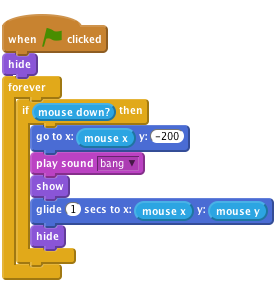 when clicked
hide
forever
if mouse down? then
go to x: mouse x y: -200
play sound bang
show
glide 1 secs to x: mouse x y: mouse y
hide